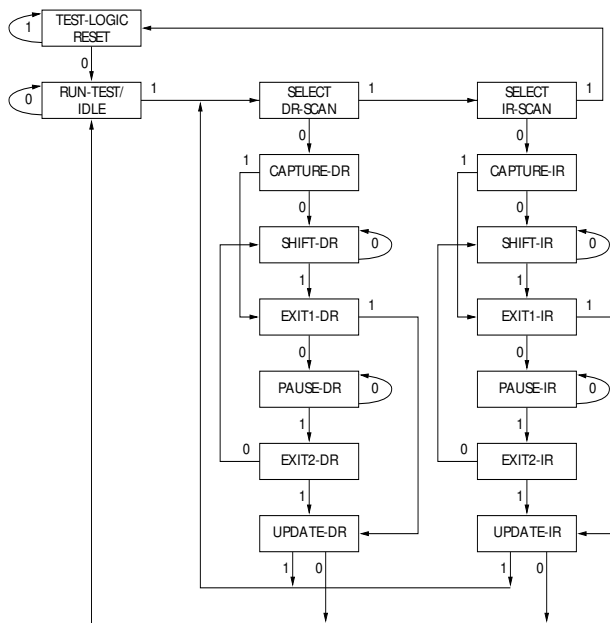 1
TEST-LOGIC
RESET
0
0
RUN-TEST/
IDLE
1
SELECT
DR-SCAN
1
SELECT
IR-SCAN
1
0
0
1
CAPTURE-DR
1
CAPTURE-IR
0
0
SHIFT-DR
0
SHIFT-IR
0
1
1
EXIT1-DR
1
EXIT1-IR
1
0
0
PAUSE-DR
0
PAUSE-IR
0
1
1
0
EXIT2-DR
0
EXIT2-IR
1
1
UPDATE-DR
UPDATE-IR
1
0
1
0